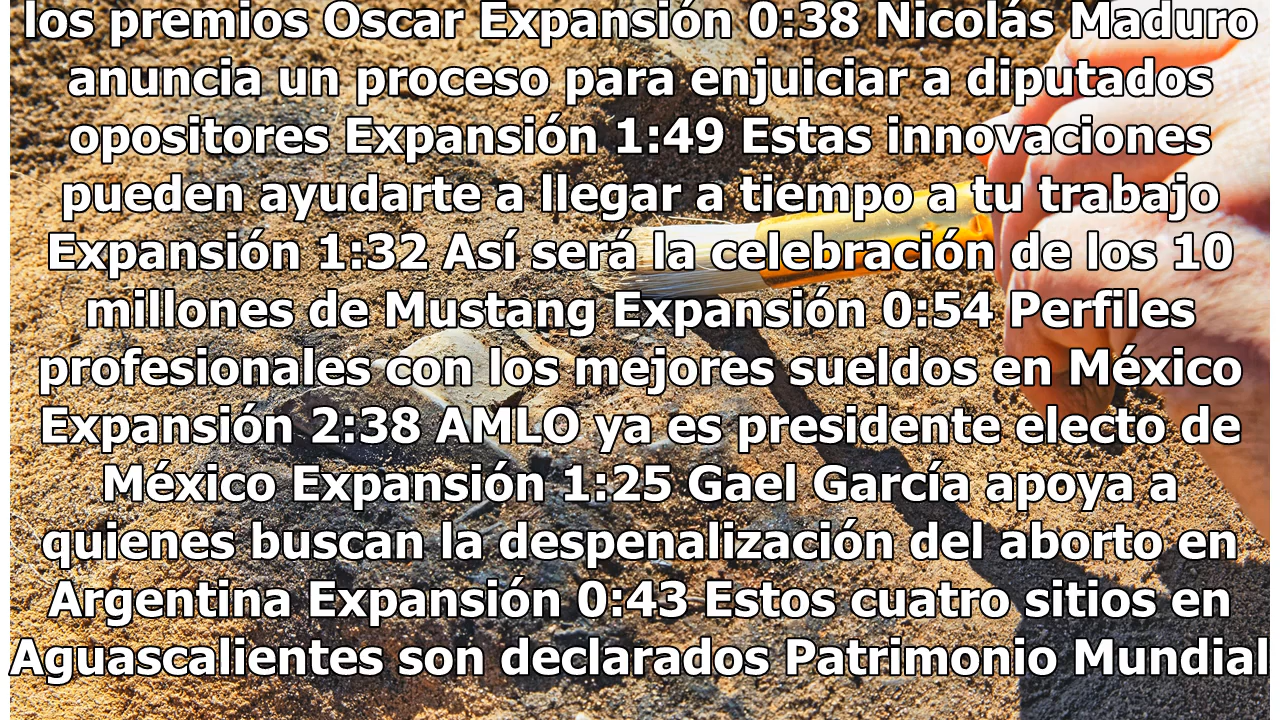 los premios Oscar Expansión 0:38 Nicolás Maduro
anuncia un proceso para enjuiciar a diputados
opositores Expansión 1:49 Estas innovaciones
pueden ayudarte a llegar a tiempo a tu trabajo
Expansión 1:32 Así será la celebración de los 10
millones de Mustang Expansión 0:54 Perfiles
profesionales con los mejores sueldos en México
Expansión 2:38 AMLO ya es presidente electo de
México Expansión 1:25 Gael García apoya a
quienes buscan la despenalización del aborto en
Argentina Expansión 0:43 Estos cuatro sitios en
Aguascalientes son declarados Patrimonio Mundial